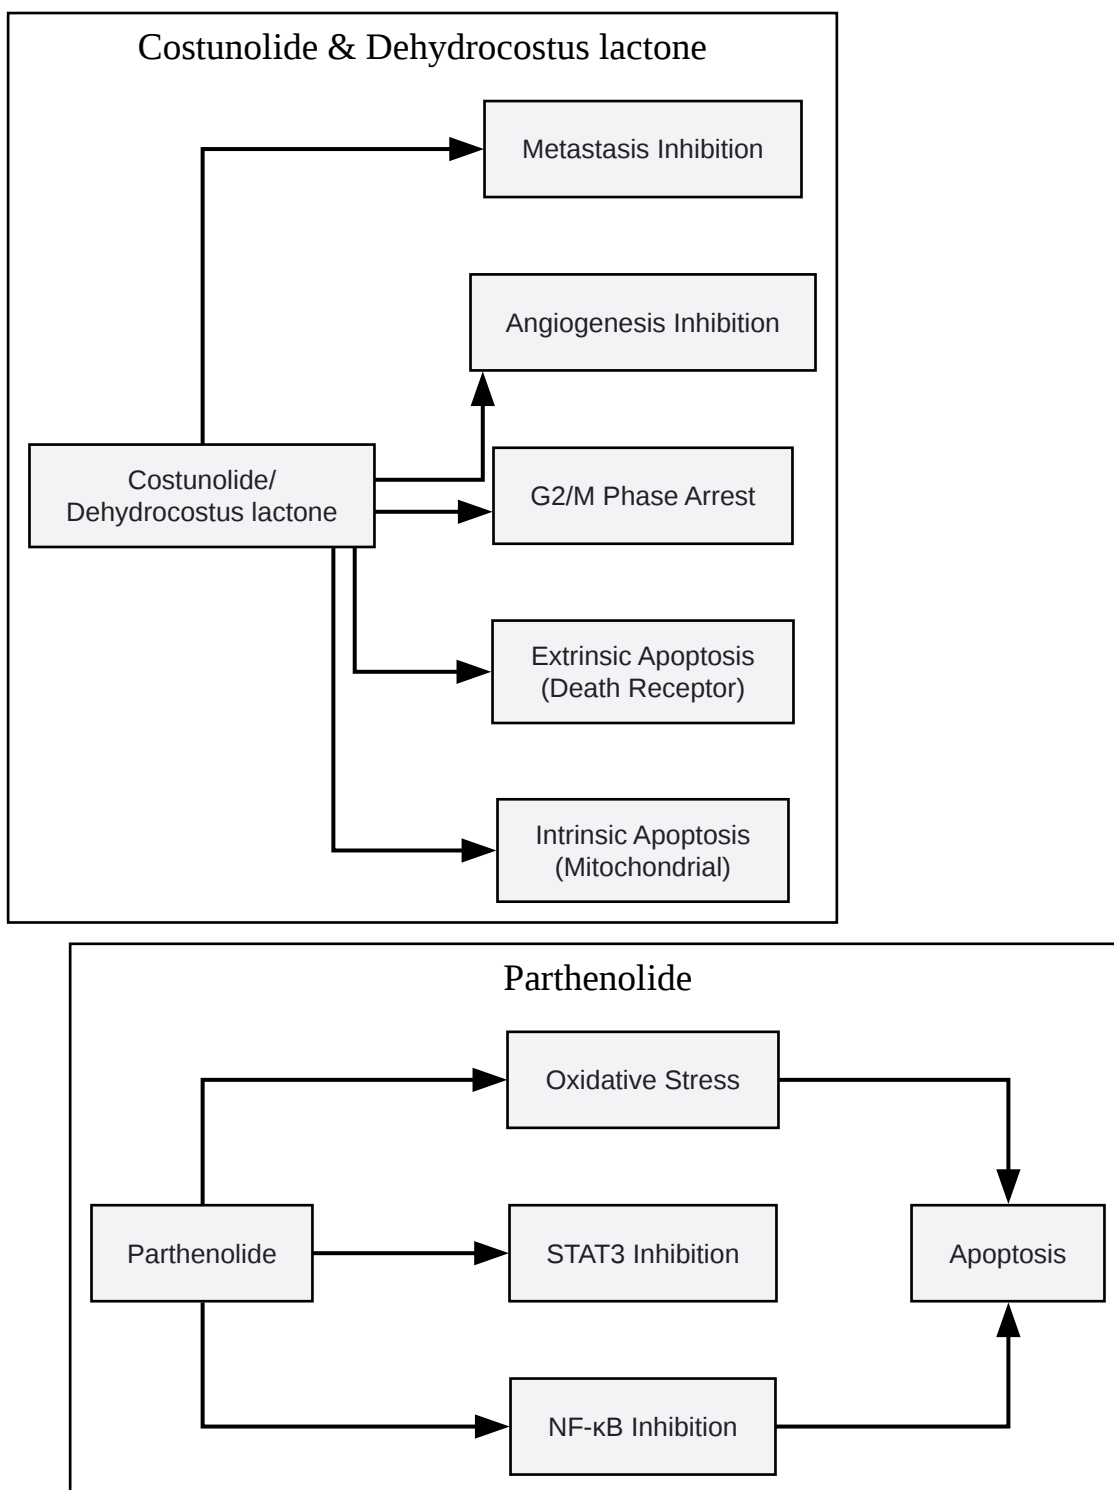 Costunolide & Dehydrocostus lactone
Metastasis Inhibition
Angiogenesis Inhibition
Costunolide/
Dehydrocostus lactone
G2/M Phase Arrest
Extrinsic Apoptosis
(Death Receptor)
Intrinsic Apoptosis
(Mitochondrial)
Parthenolide
Oxidative Stress
Parthenolide
STAT3 Inhibition
Apoptosis
NF-κB Inhibition